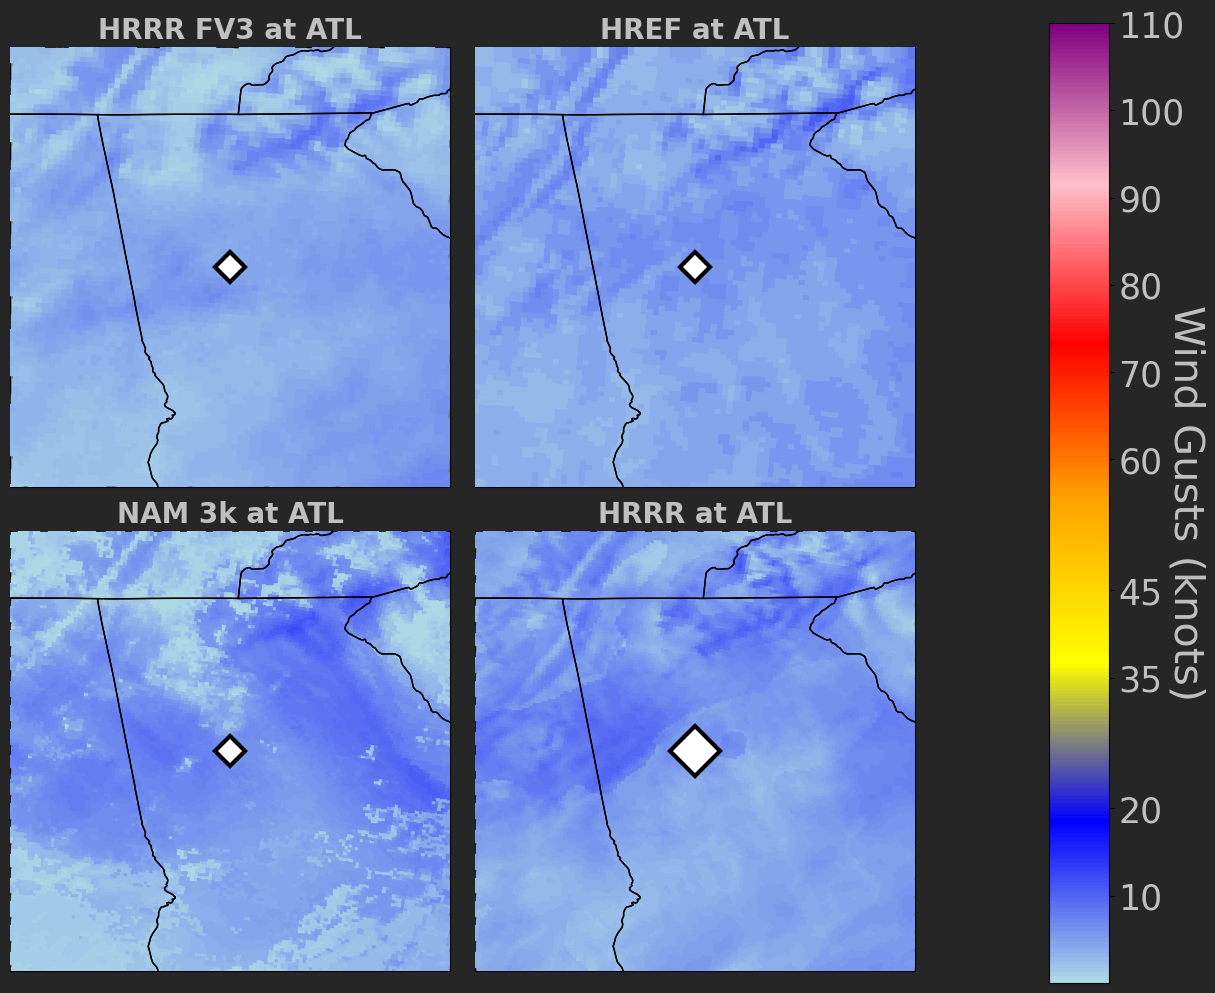 HRRR FV3 at ATL
HREF at ATL
NAM 3k at ATL
HRRR at ATL
110
100
90
80
70
60
45
35
20
10
Wind Gusts (knots)